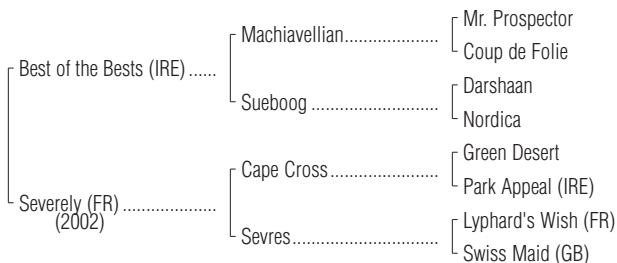 Mr. Prospector
Machiavellian.....................
Coup de Folie
Best of the Bests (IRE) ......
Darshaan
Sueboog ............................
Nordica
Green Desert
Cape Cross........................
Park Appeal (IRE)
Severely (FR) .....................
(2002)
Lyphard's Wish (FR)
Sevres................................
Swiss Maid (GB)